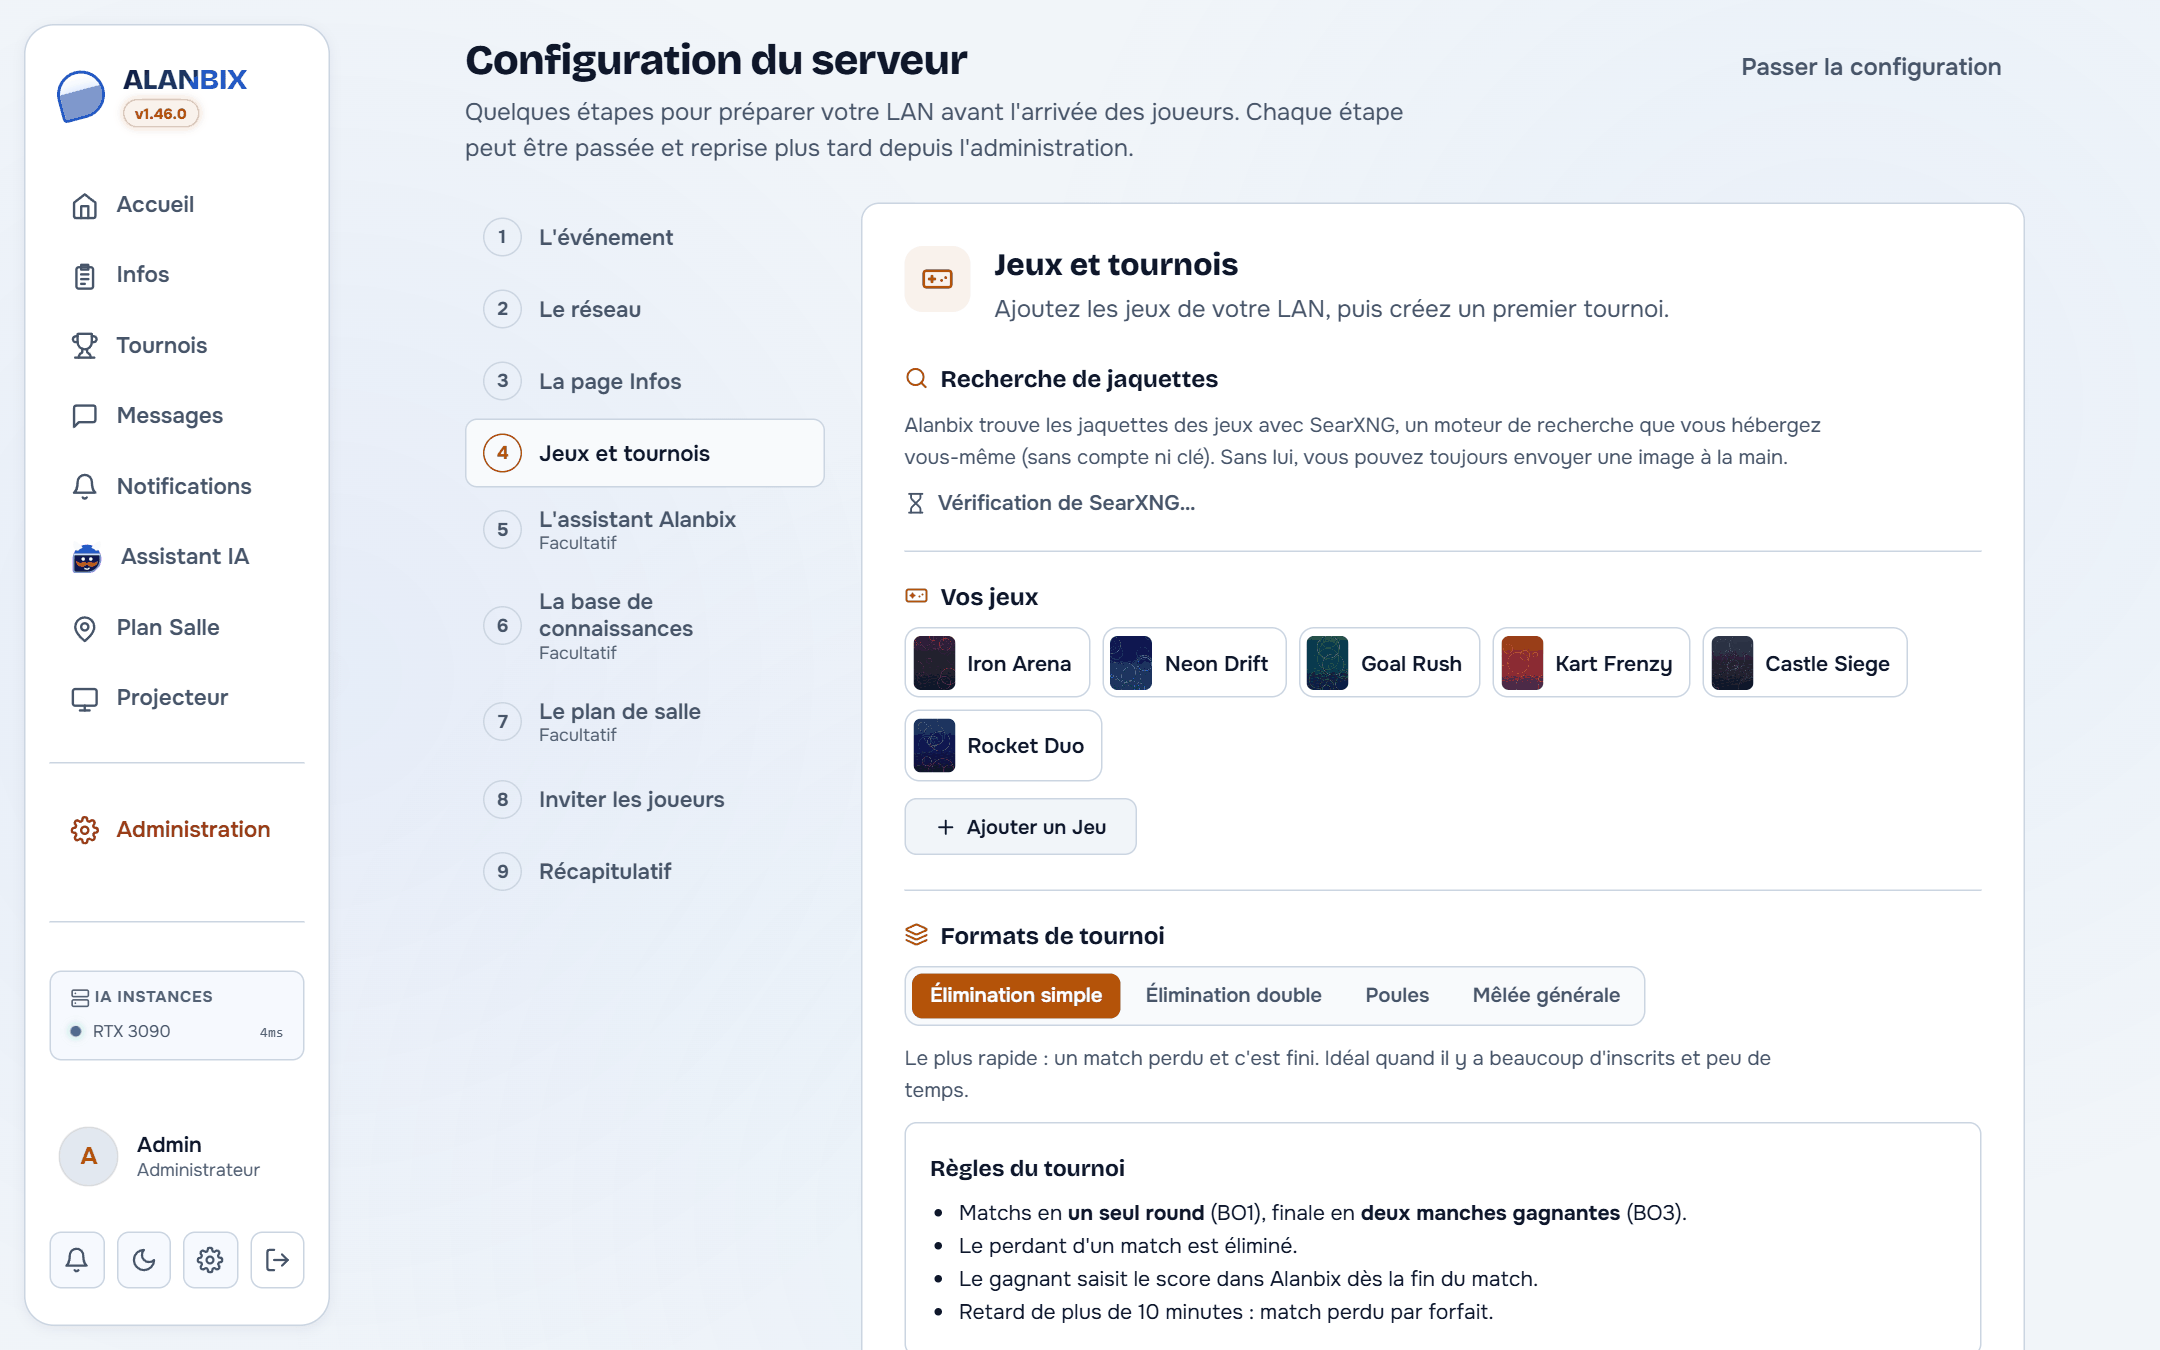 ALANBIX
v1.46.0
Accueil
Infos
Tournois
Messages
Notifications
Assistant IA
Plan Salle
Projecteur
Administration
IA INSTANCES
RTX 3090 4ms
A
Admin
Administrateur
Configuration du serveur
Passer la configuration
Quelques étapes pour préparer votre LAN avant l'arrivée des joueurs. Chaque étape
peut être passée et reprise plus tard depuis l'administration.
1 L'événement
2 Le réseau
3 La page Infos
4 Jeux et tournois
5 L'assistant Alanbix
Facultatif
6 La base de
connaissances
Facultatif
7 Le plan de salle
Facultatif
8 Inviter les joueurs
9 Récapitulatif
Jeux et tournois
Ajoutez les jeux de votre LAN, puis créez un premier tournoi.
Recherche de jaquettes
Alanbix trouve les jaquettes des jeux avec SearXNG, un moteur de recherche que vous hébergez
vous-même (sans compte ni clé). Sans lui, vous pouvez toujours envoyer une image à la main.
Vérification de SearXNG...
Vos jeux
Iron Arena Neon Drift Goal Rush Kart Frenzy Castle Siege
Rocket Duo
+ Ajouter un Jeu
Formats de tournoi
Élimination simple Élimination double Poules Mêlée générale
Le plus rapide : un match perdu et c'est fini. Idéal quand il y a beaucoup d'inscrits et peu de
temps.
Règles du tournoi
• Matchs en un seul round (BO1), finale en deux manches gagnantes (BO3).
• Le perdant d'un match est éliminé.
• Le gagnant saisit le score dans Alanbix dès la fin du match.
• Retard de plus de 10 minutes : match perdu par forfait.